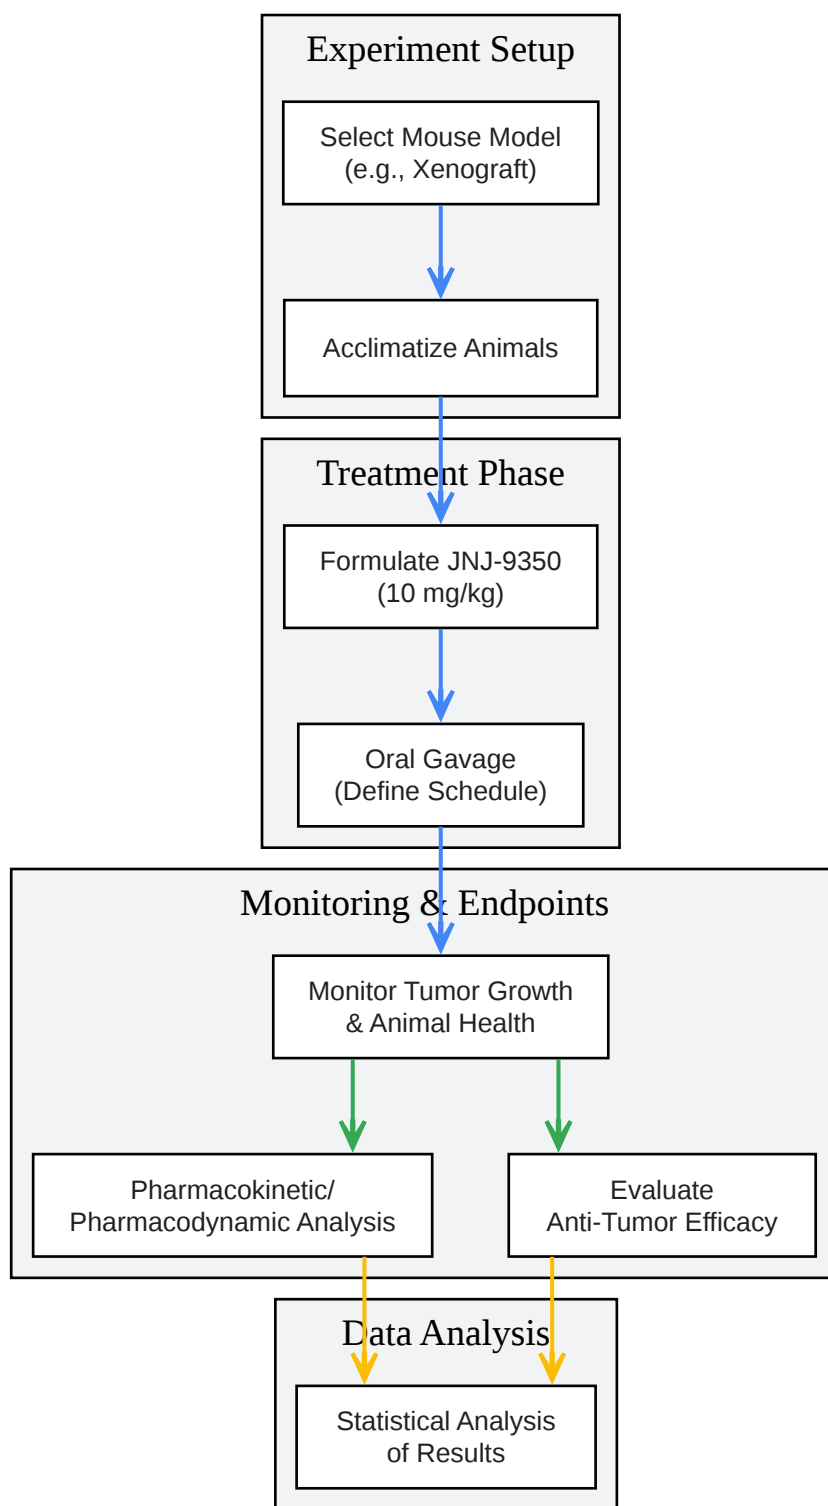 Experiment Setup
Select Mouse Model
(e.g., Xenograft)
Acclimatize Animals
Treatment Phase
Formulate JNJ-9350
(10 mg/kg)
Oral Gavage
(Define Schedule)
Monitoring & Endpoints
Monitor Tumor Growth
& Animal Health
Pharmacokinetic/
Pharmacodynamic Analysis
Evaluate
Anti-Tumor Efficacy
Data Analysis
Statistical Analysis
of Results